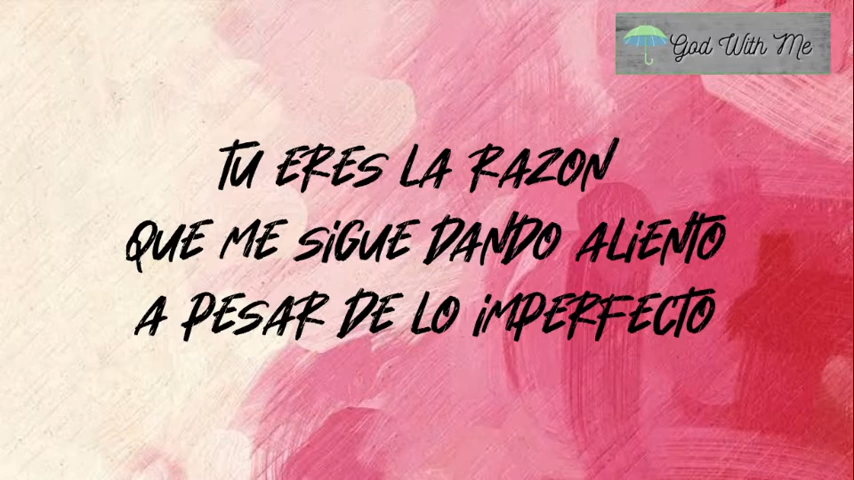 God With Me
TU ERES LA RAZON
QUE ME SiGUE DANDO ALiENTO
A PESAR DE LO iMPERFECTO